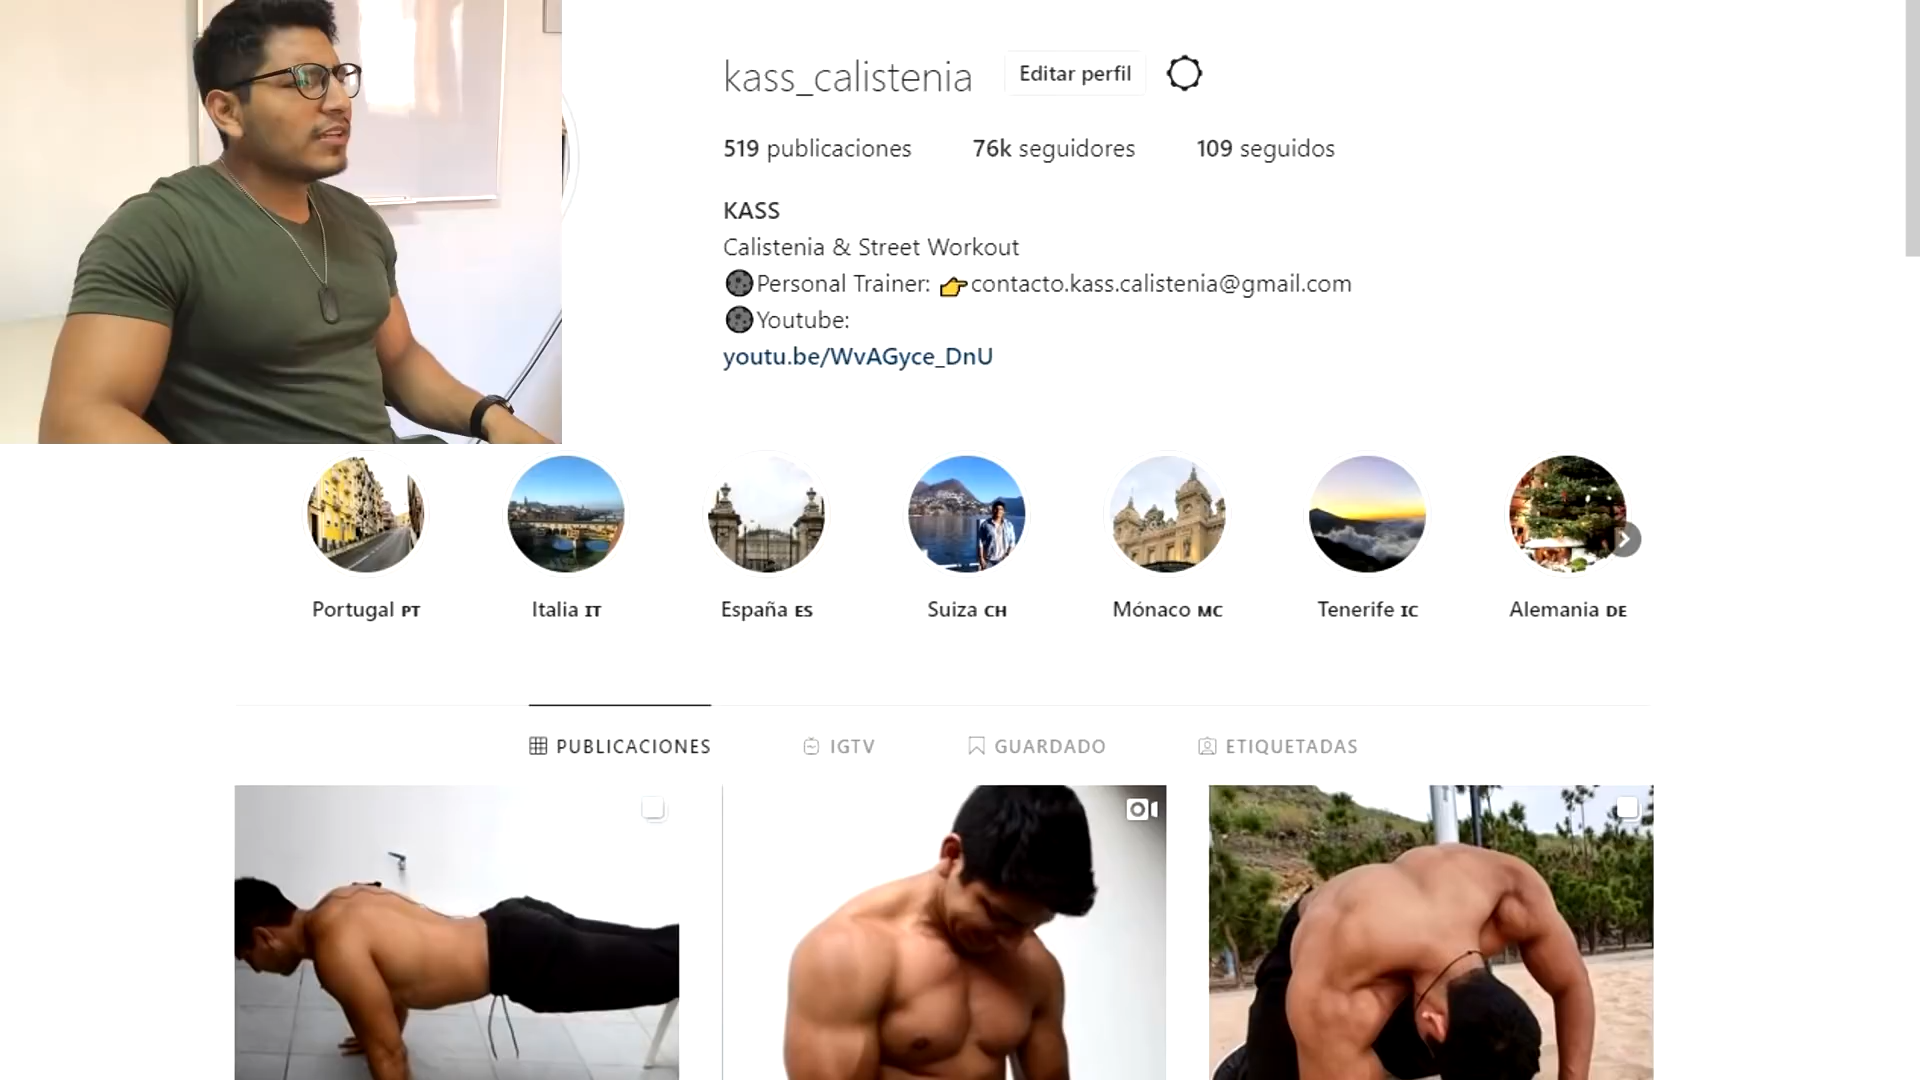 kass_calistenia Editar perfil
519 publicaciones 76k seguidores 109 seguidos
KASS
Calistenia & Street Workout
Personal Trainer: 👉contacto.kass.calistenia@gmail.com
Youtube:
youtu.be/WvAGyce_DnU
Portugal PT Italia IT España ES Suiza CH Mónaco MC Tenerife IC Alemania DE
PUBLICACIONES IGTV GUARDADO ETIQUETADAS